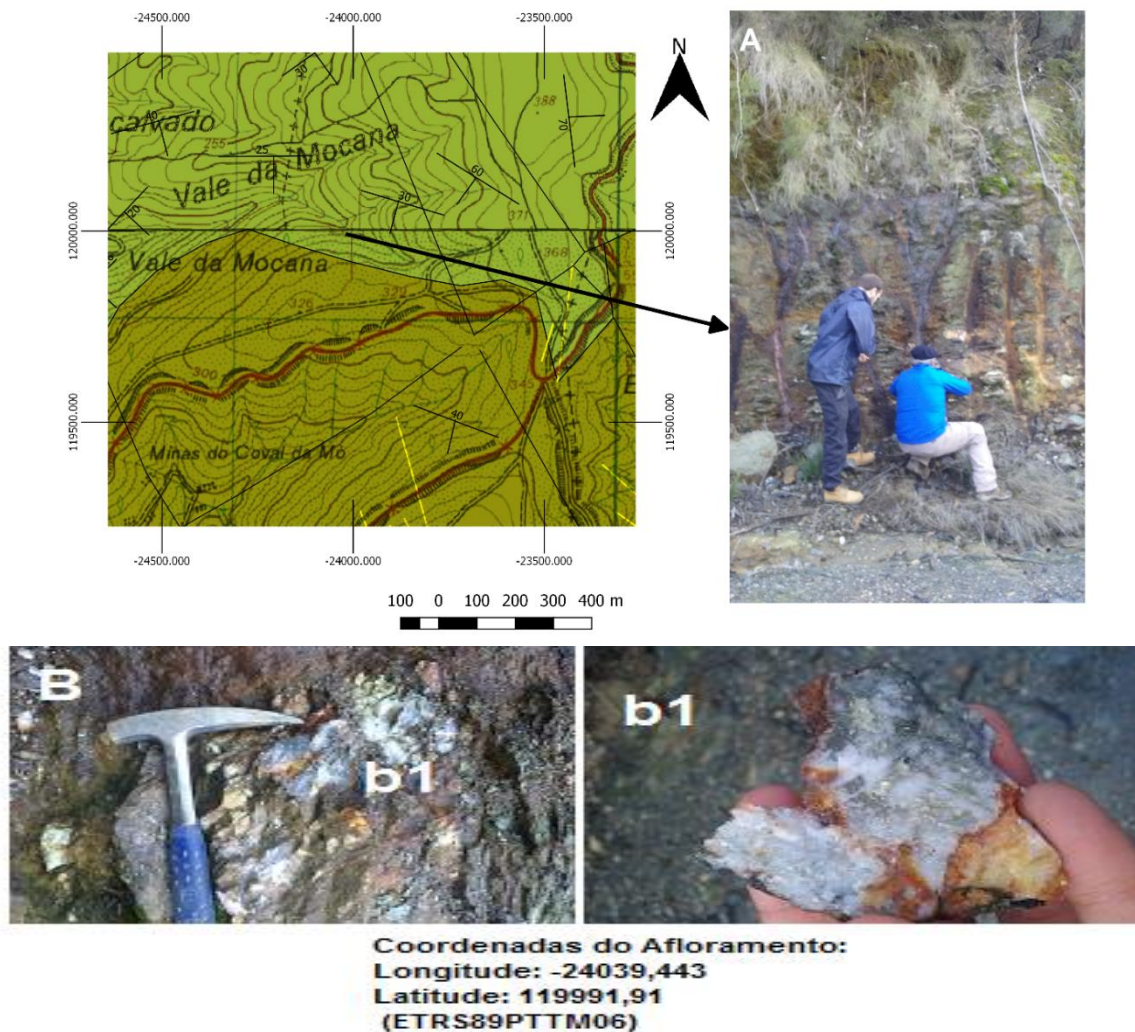 -24500.000
-24000.000
-23500.000
N
A
30
388
calvado
40
255
70
25
Vale da Mocana
60
20
30
371
120000.000
120000.000
Vale da Mocana
368
326
329
300
345
E
119500.000
119500.000
40
Minas do Coval da Mó
-24500.000
-24000.000
-23500.000
100 0 100 200 300 400 m
B
b1
b1
Coordenadas do Afloramento:
Longitude: -24039,443
Latitude: 119991,91
(ETRS89PTTM06)